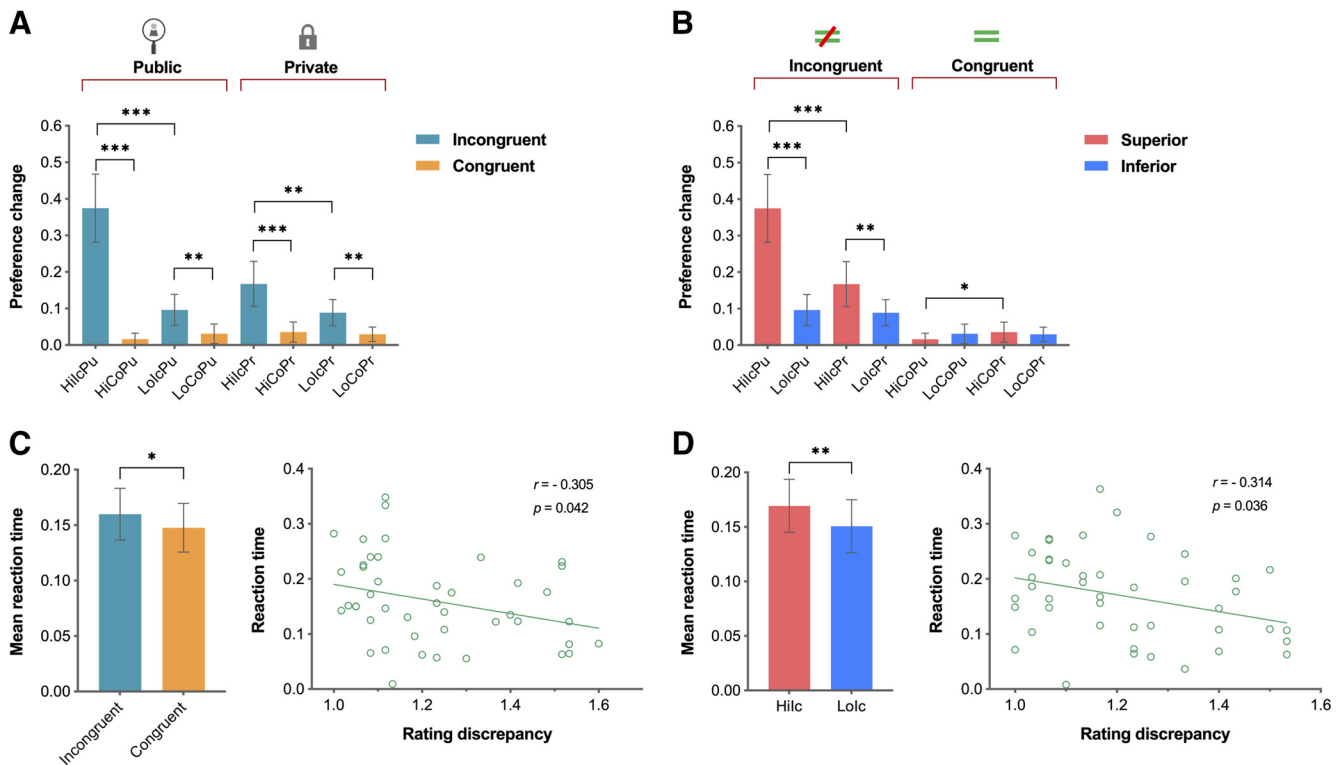 A
Public
Private
Preference change
0.6
0.5
0.4
0.3
0.2
0.1
0.0
***
***
**
**
***
**
HiIcPu
HiCoPu
LoIcPu
LoCoPu
HiIcPr
HiCoPr
LoIcPr
LoCoPr
Incongruent
Congruent
B
Incongruent
Congruent
Preference change
0.6
0.5
0.4
0.3
0.2
0.1
0.0
***
***
**
*
HiIcPu
LoIcPu
HiIcPr
LoIcPr
HiCoPu
LoCoPu
HiCoPr
LoCoPr
Superior
Inferior
C
Mean reaction time
0.20
0.15
0.10
0.05
0.00
*
Incongruent
Congruent
Reaction time
0.4
0.3
0.2
0.1
0.0
r = - 0.305
p = 0.042
1.0
1.2
1.4
1.6
Rating discrepancy
D
Mean reaction time
0.20
0.15
0.10
0.05
0.00
**
HiIc
LoIc
Reaction time
0.4
0.3
0.2
0.1
0.0
r = - 0.314
p = 0.036
1.0
1.2
1.4
1.6
Rating discrepancy